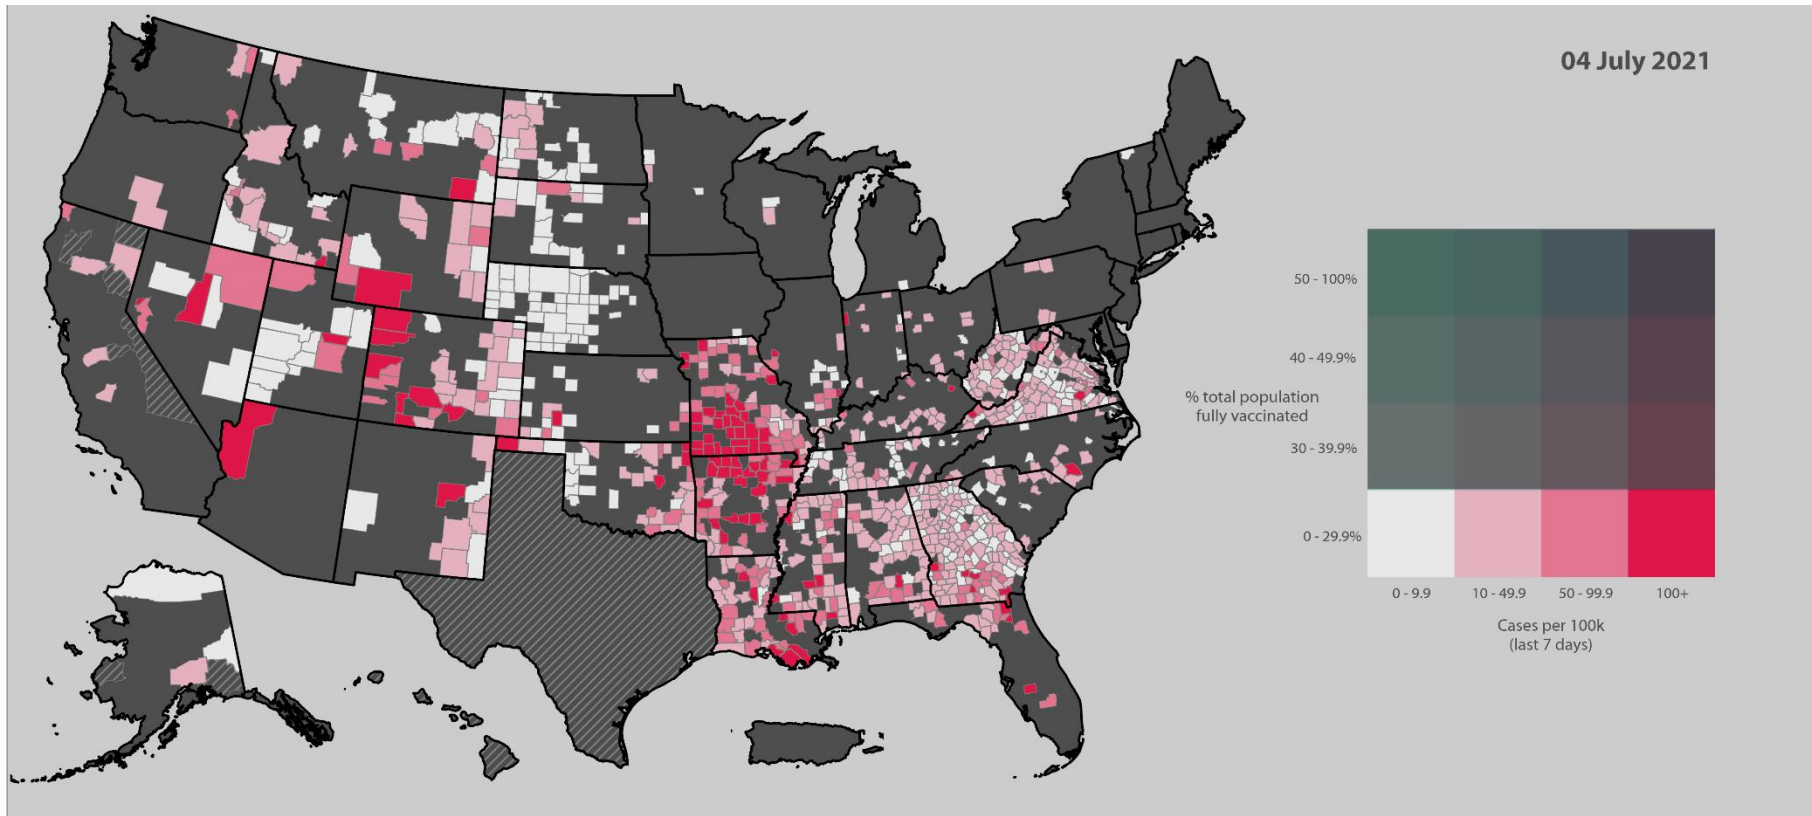 04 July 2021
50 - 100%
40 - 49.9%
% total population
fully vaccinated
30 - 39.9%
0 - 29.9%
0 - 9.9
10 - 49.9
50 - 99.9
100+
Cases per 100k
(last 7 days)